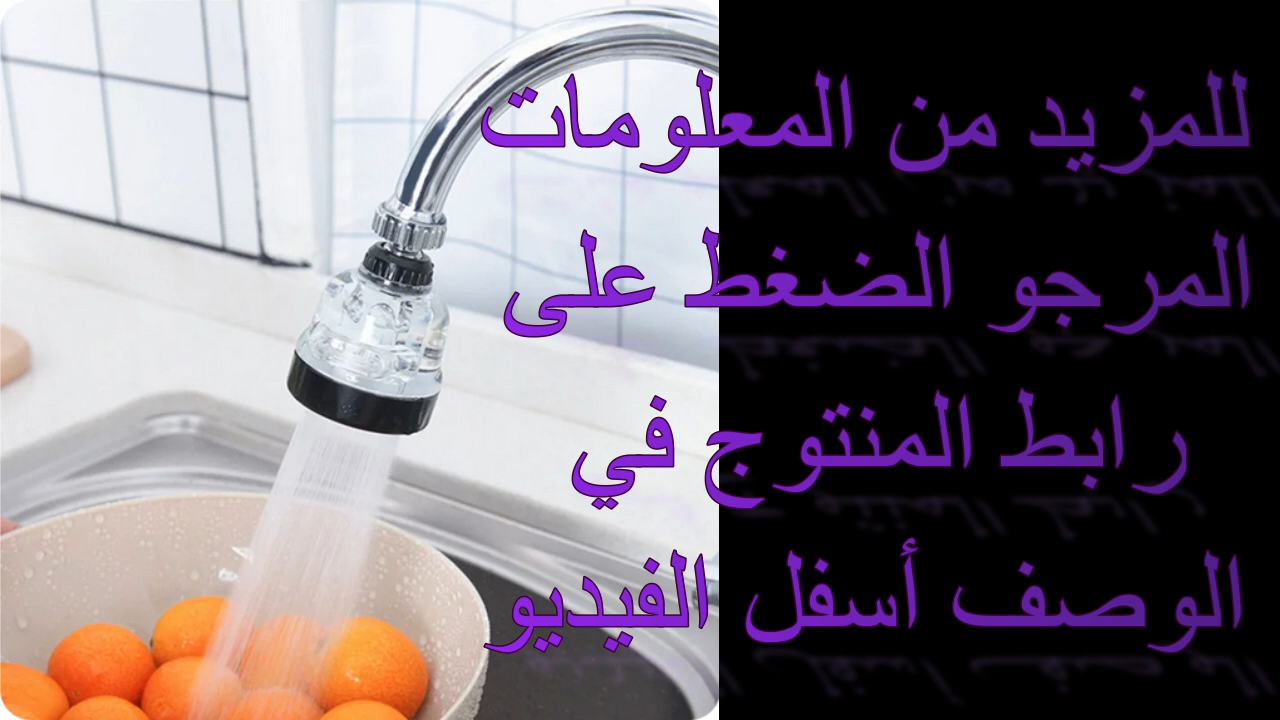 للمزيد من المعلومات
المرجو الضغط على
رابط المنتوج في
الوصف أسفل الفيديو